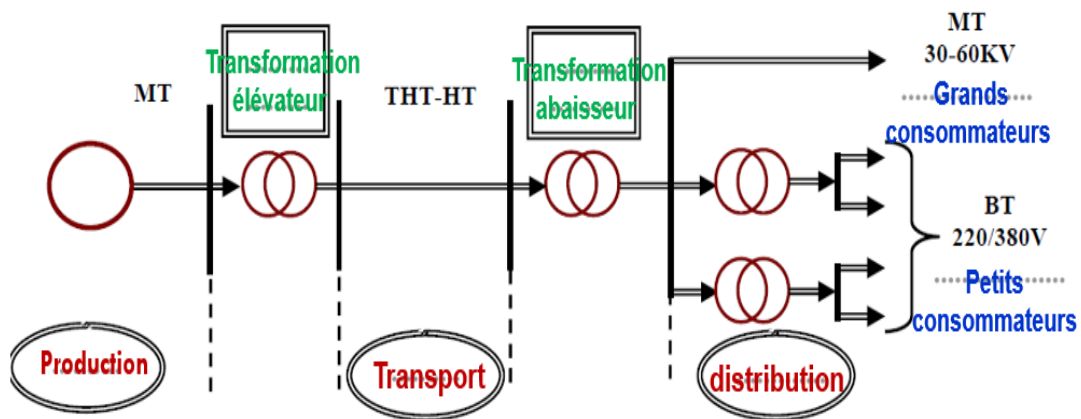 MT
Transformation
élévateur
THT-HT
Transformation
abaisseur
MT
30-60KV
Grands
consommateurs
BT
220/380V
Petits
consommateurs
Production
Transport
distribution